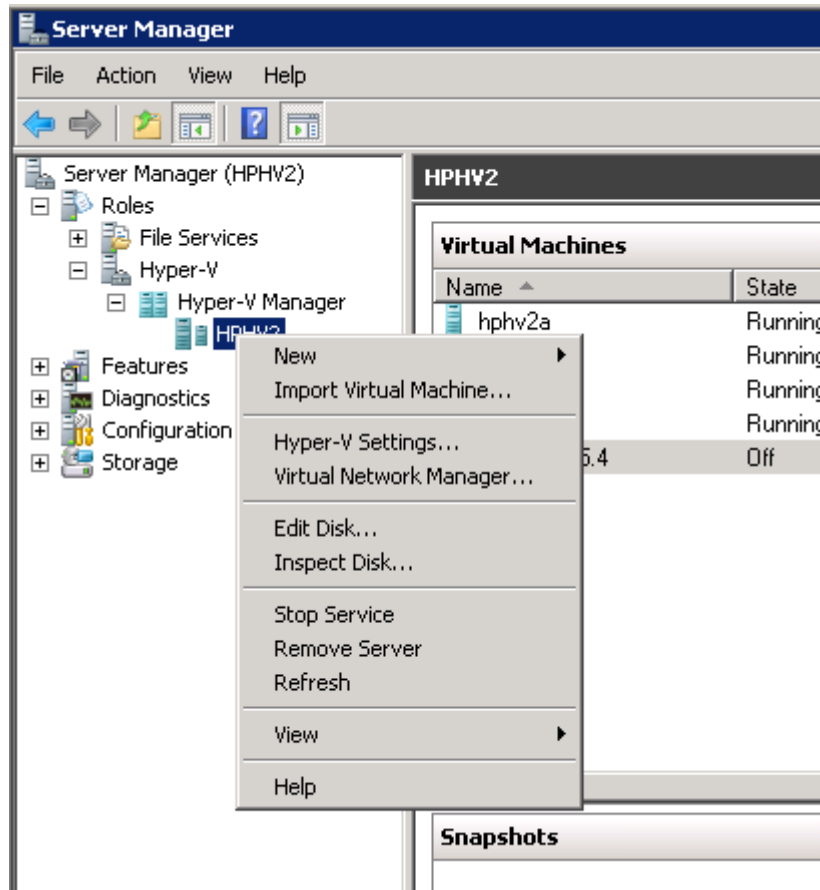 Server Manager
File Action View Help
Server Manager (HPHV2)
Roles
File Services
Hyper-V
Hyper-V Manager
HPHV2
Features
Diagnostics
Configuration
Storage
HPHV2
Virtual Machines
Name State
hphv2a Running
Running
Running
Running
5.4 Off
New
Import Virtual Machine...
Hyper-V Settings...
Virtual Network Manager...
Edit Disk...
Inspect Disk...
Stop Service
Remove Server
Refresh
View
Help
Snapshots